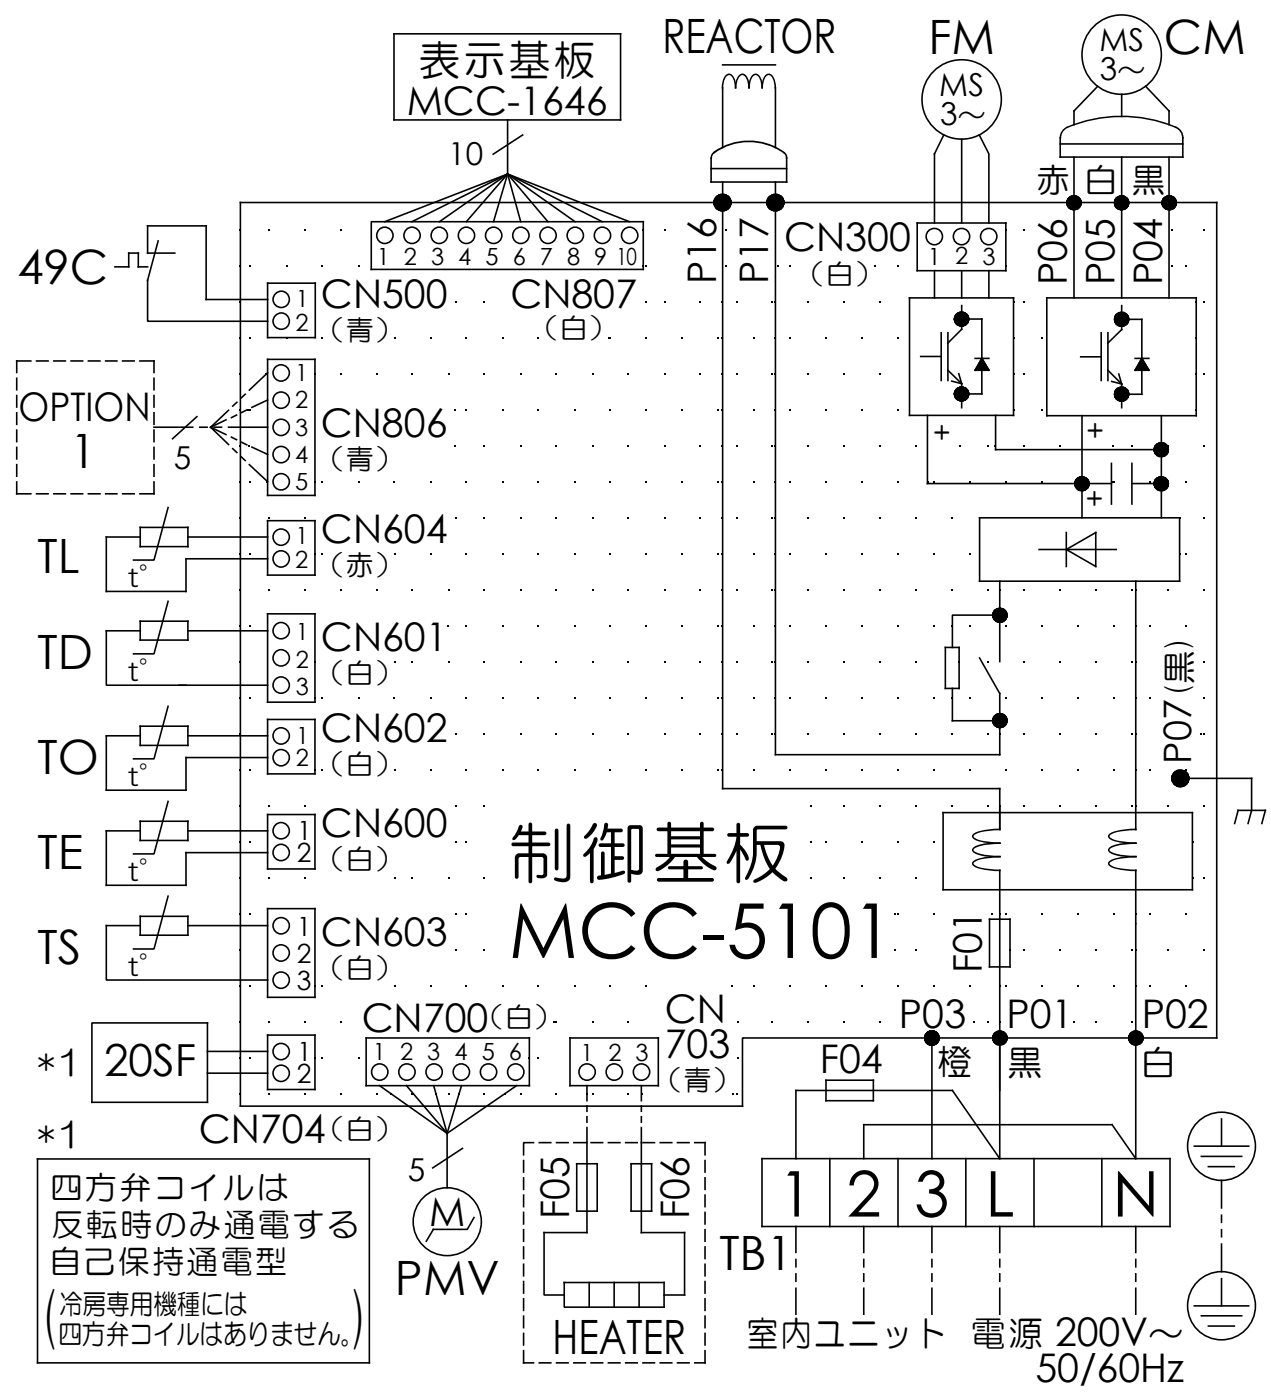 REACTOR
FM
MS
3～
CM
MS
3～
表示基板
MCC-1646
10
赤 白 黒
P16
P17
P06
P05
P04
CN300
(白)
1 2 3
1 2 3 4 5 6 7 8 9 10
CN807
(白)
49C
1
2
CN500
(青)
OPTION
1
5
1
2
3
4
5
CN806
(青)
+
+
+
TL
t°
1
2
CN604
(赤)
TD
t°
1
2
3
CN601
(白)
TO
t°
1
2
CN602
(白)
P07(黒)
TE
t°
1
2
CN600
(白)
制御基板
MCC-5101
TS
t°
1
2
3
CN603
(白)
F01
*1
20SF
1
2
CN704(白)
CN700(白)
1 2 3 4 5 6
CN
703
(青)
1 2 3
P03 P01 P02
橙 黒 白
F04
*1
四方弁コイルは
反転時のみ通電する
自己保持通電型
(冷房専用機種には
四方弁コイルはありません。)
5
M
PMV
F05
F06
HEATER
1 2 3 L N
TB1
室内ユニット 電源 200V～
50/60Hz